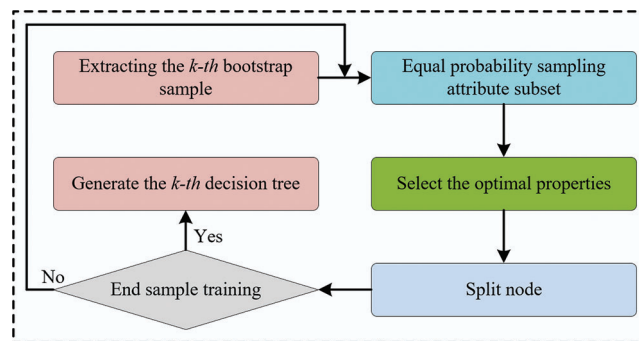 Extracting the k-th bootstrap
sample
Equal probability sampling
attribute subset
Generate the k-th decision tree
Select the optimal properties
Yes
No
End sample training
Split node